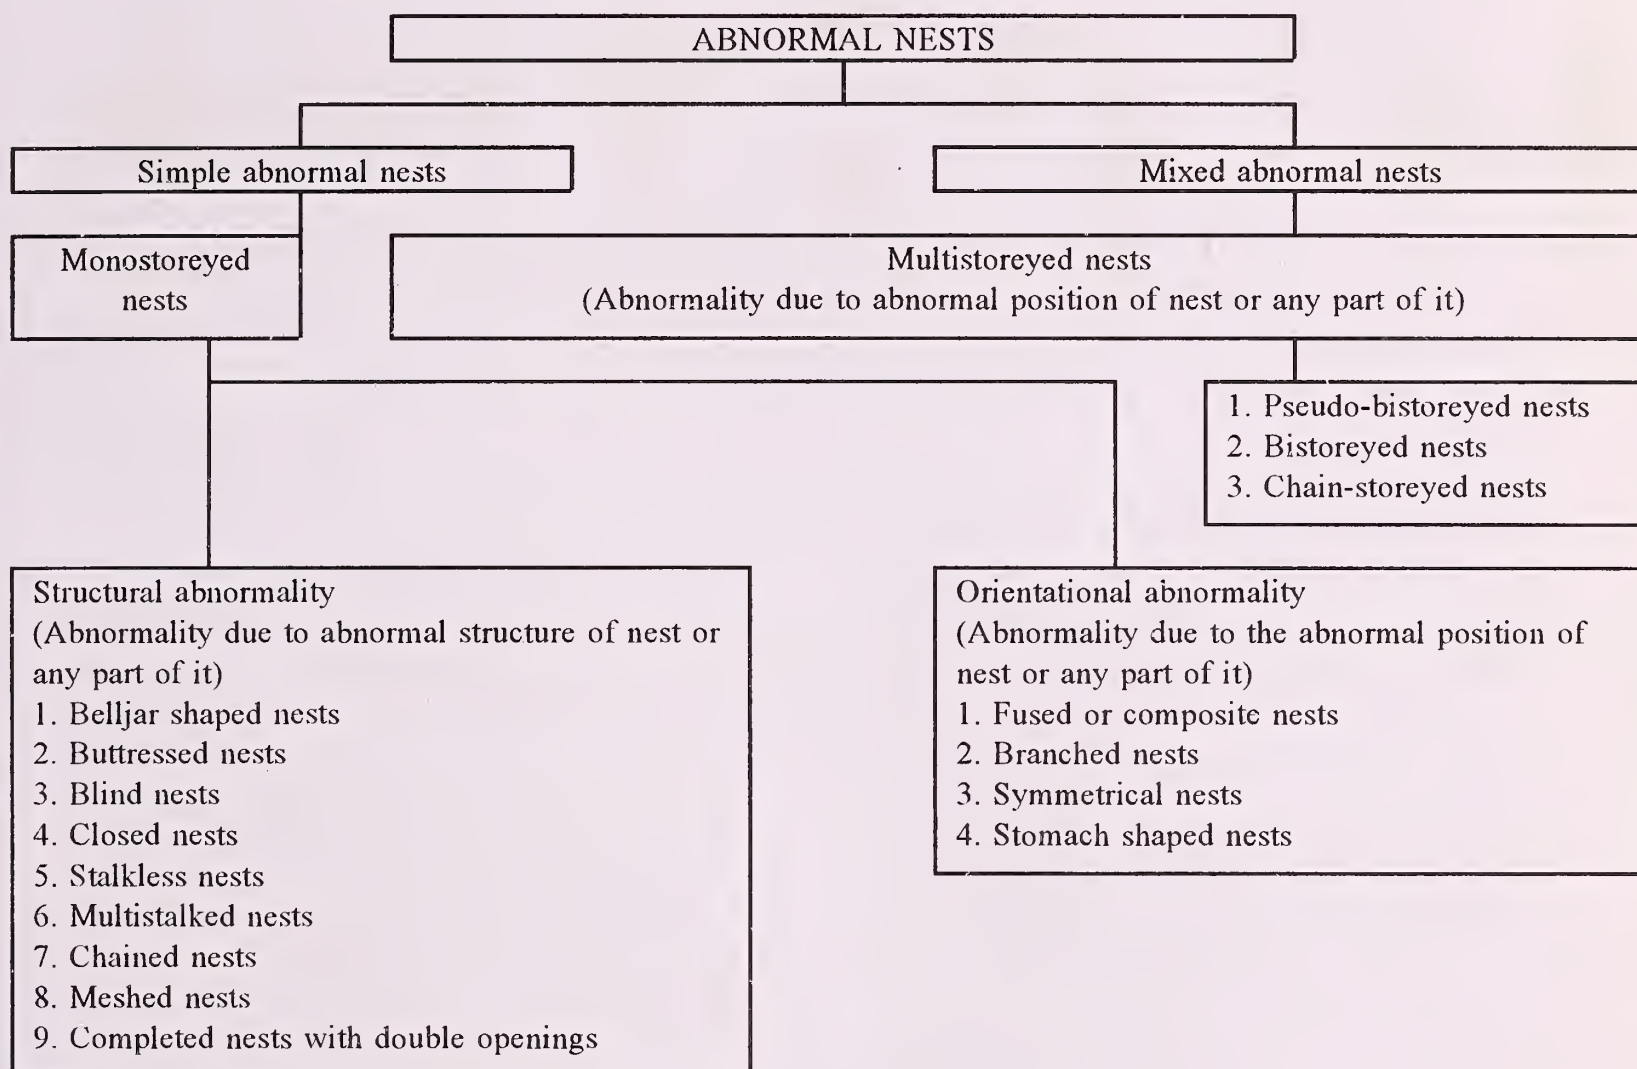 ABNORMAL NESTS
Simple abnormal nests
Mixed abnormal nests
Monostoreyed
nests
Multistoreyed nests
(Abnormality due to abnormal position of nest or any part of it)
1. Pseudo-bistoreyed nests
2. Bistoreyed nests
3. Chain-storeyed nests
Structural abnormality
(Abnormality due to abnormal structure of nest or
any part of it)
1. Belljar shaped nests
2. Buttressed nests
3. Blind nests
4. Closed nests
5. Stalkless nests
6. Multistalked nests
7. Chained nests
8. Meshed nests
9. Completed nests with double openings
Orientational abnormality
(Abnormality due to the abnormal position of
nest or any part of it)
1. Fused or composite nests
2. Branched nests
3. Symmetrical nests
4. Stomach shaped nests